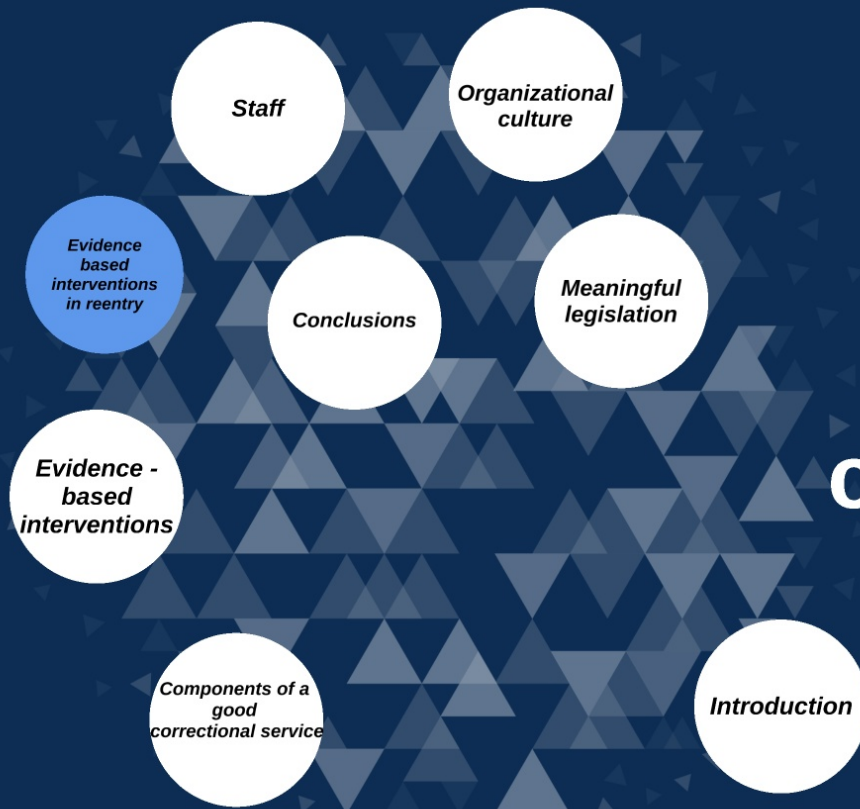 Staff
Organizational
culture
Evidence
based
interventions
in reentry
Conclusions
Meaningful
legislation
Evidence -
based
interventions
Components of a
good
correctional service
Introduction